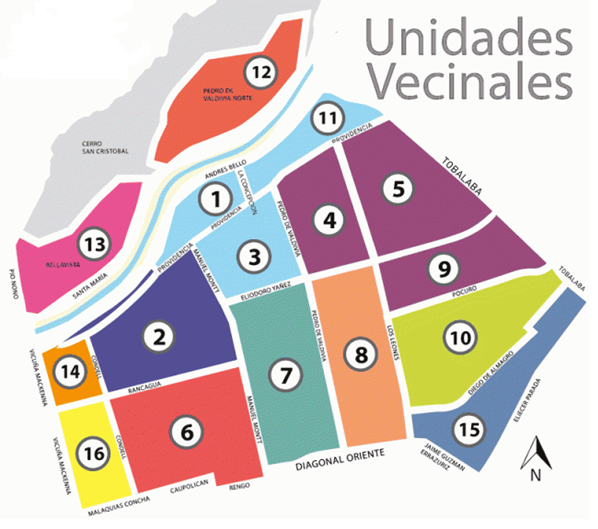 Unidades
Vecinales
12
PEDRO DE
VALDIVIA NORTE
11
PROVIDENCIA
CERRO
SAN CRISTOBAL
ANDRES BELLO
LA CONCEPCION
TOBALABA
1
PROVIDENCIA
5
4
PEDRO DE VALDIVIA
13
BELLAVISTA
PIO NONO
SANTA MARÍA
PROVIDENCIA
MANUEL MONTT
3
9
TOBALABA
ELIODORO YAÑEZ
POCURO
2
PEDRO DE VALDIVIA
8
LOS LEONES
10
DIEGO DE ALMAGRO
ELIECER PARADA
VICUÑA MACKENNA
14
CONDELL
RANCAGUA
7
MANUEL MONTT
6
15
JAIME GUZMAN
ERRAZURIZ
VICUÑA MACKENNA
16
CONDELL
DIAGONAL ORIENTE
MALAQUIAS CONCHA
CAUPOLICAN
RENGO
N